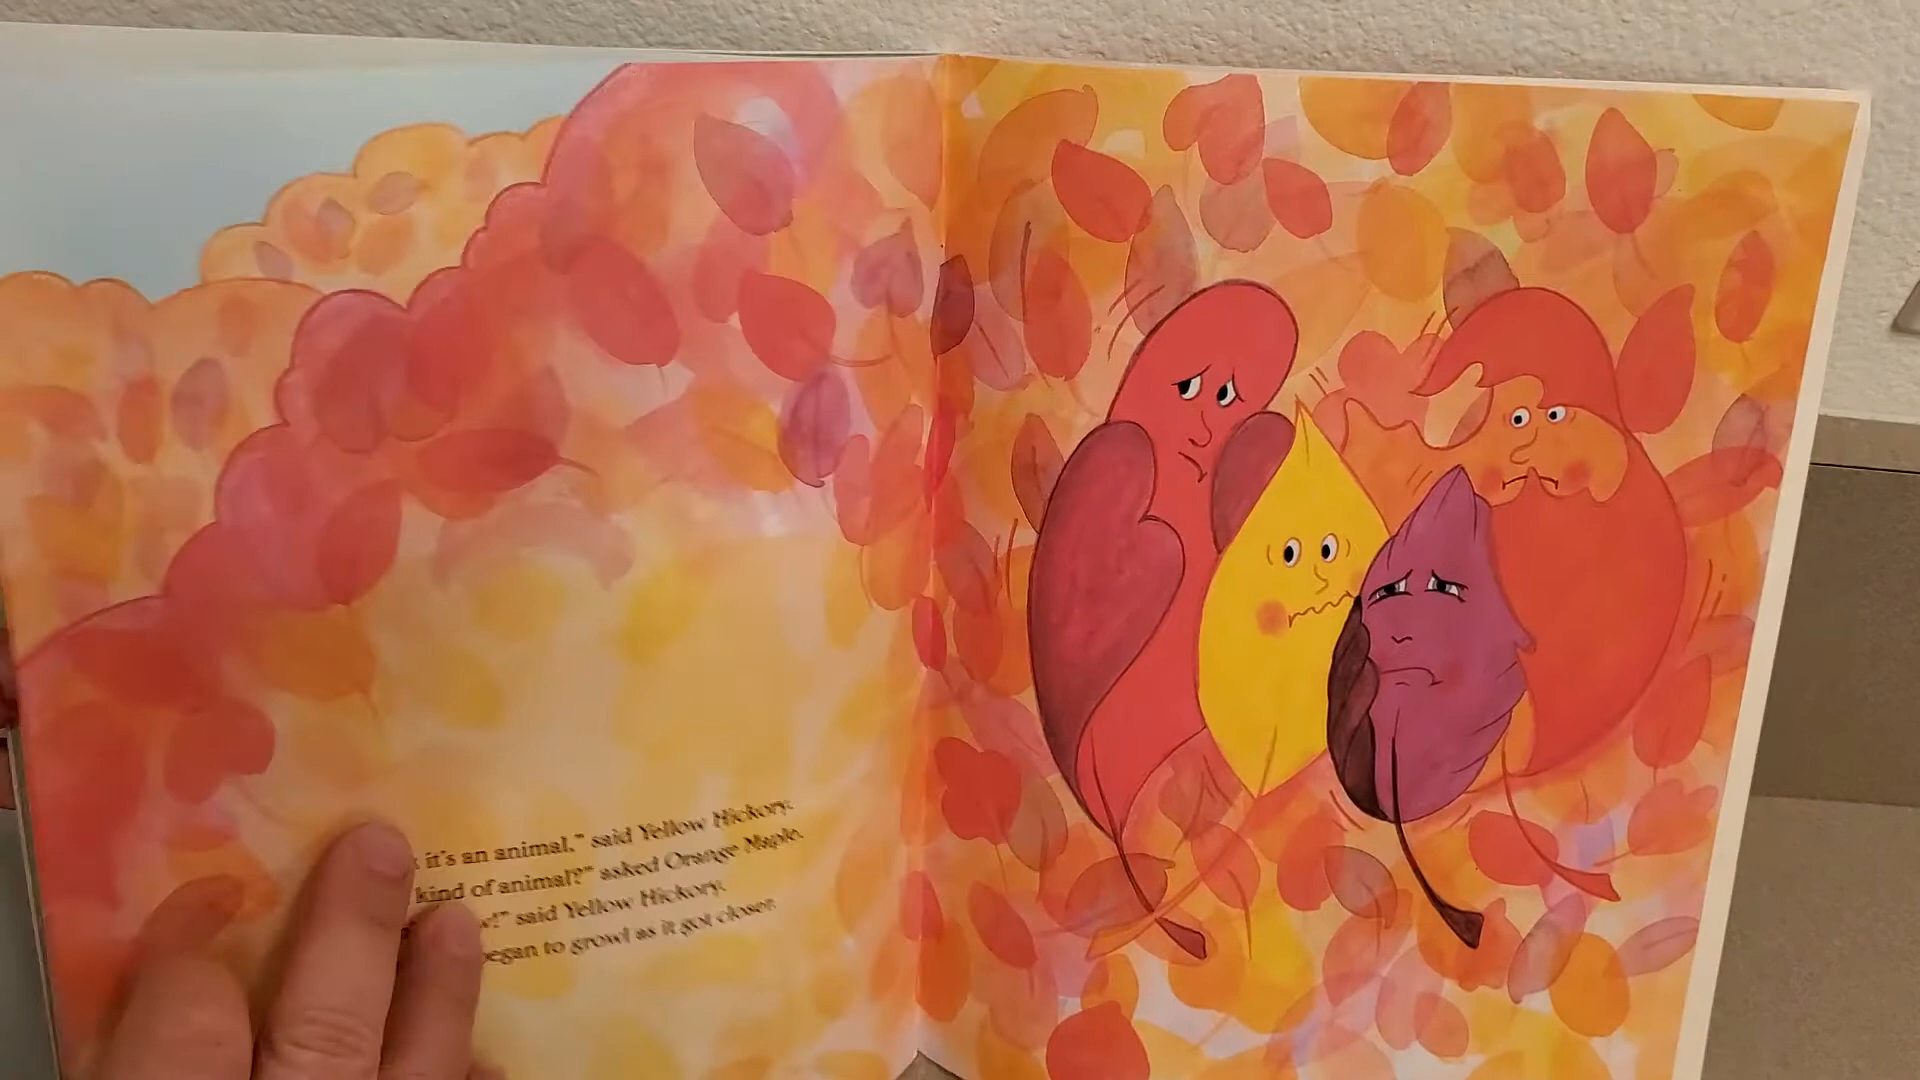 it's an animal," said Yellow Hickory.
kind of animal?" asked Orange Maple.
said Yellow Hickory.
began to growl as it got closer.